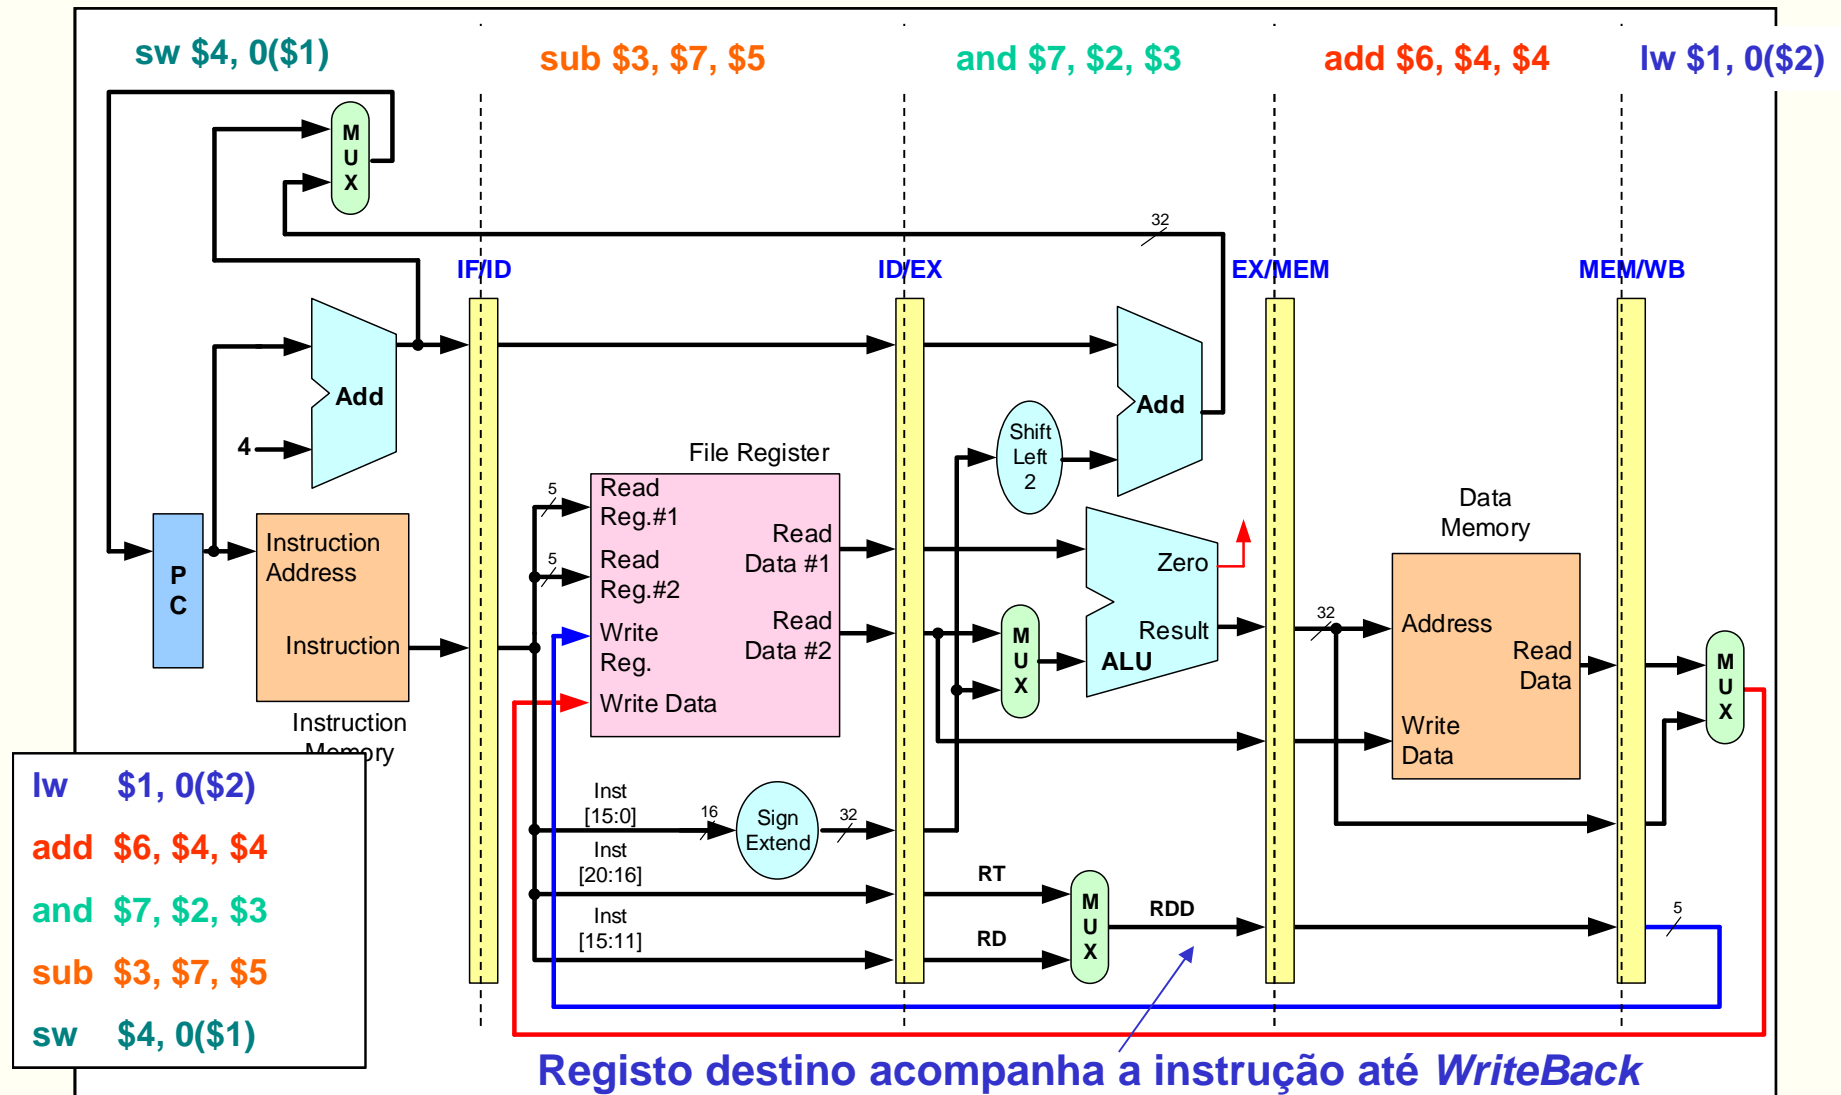 sw $4, 0($1)
sub $3, $7, $5
and $7, $2, $3
add $6, $4, $4
lw $1, 0($2)
M
U
X
32
IF/ID
ID/EX
EX/MEM
MEM/WB
Add
4
Add
Shift
Left
2
File Register
Read
Reg.#1
5
Read
Reg.#2
5
Write
Reg.
Write Data
Read
Data #1
Read
Data #2
P
C
Instruction
Address
Instruction
Instruction
Memory
M
U
X
Zero
Result
ALU
Data
Memory
32
Address
Read
Data
Write
Data
M
U
X
Inst
[15:0]
16
Sign
Extend
32
Inst
[20:16]
RT
Inst
[15:11]
RD
M
U
X
RDD
5
lw $1, 0($2)
add $6, $4, $4
and $7, $2, $3
sub $3, $7, $5
sw $4, 0($1)
Registo destino acompanha a instrução até WriteBack